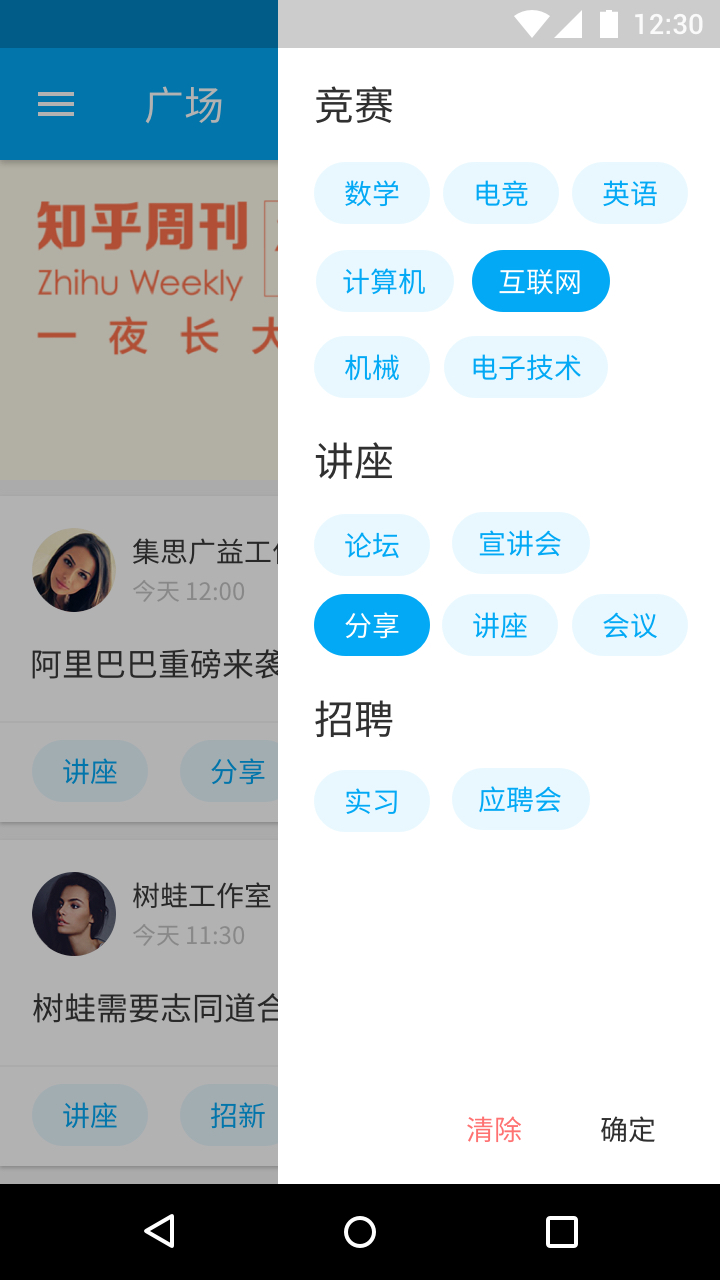 12:30
广场
知乎周刊
Zhihu Weekly
一夜长大
集思广益工
今天 12:00
阿里巴巴重磅来袭
讲座 分享
树蛙工作室
今天 11:30
树蛙需要志同道合
讲座 招新
竞赛
数学 电竞 英语
计算机 互联网
机械 电子技术
讲座
论坛 宣讲会
分享 讲座 会议
招聘
实习 应聘会
清除 确定